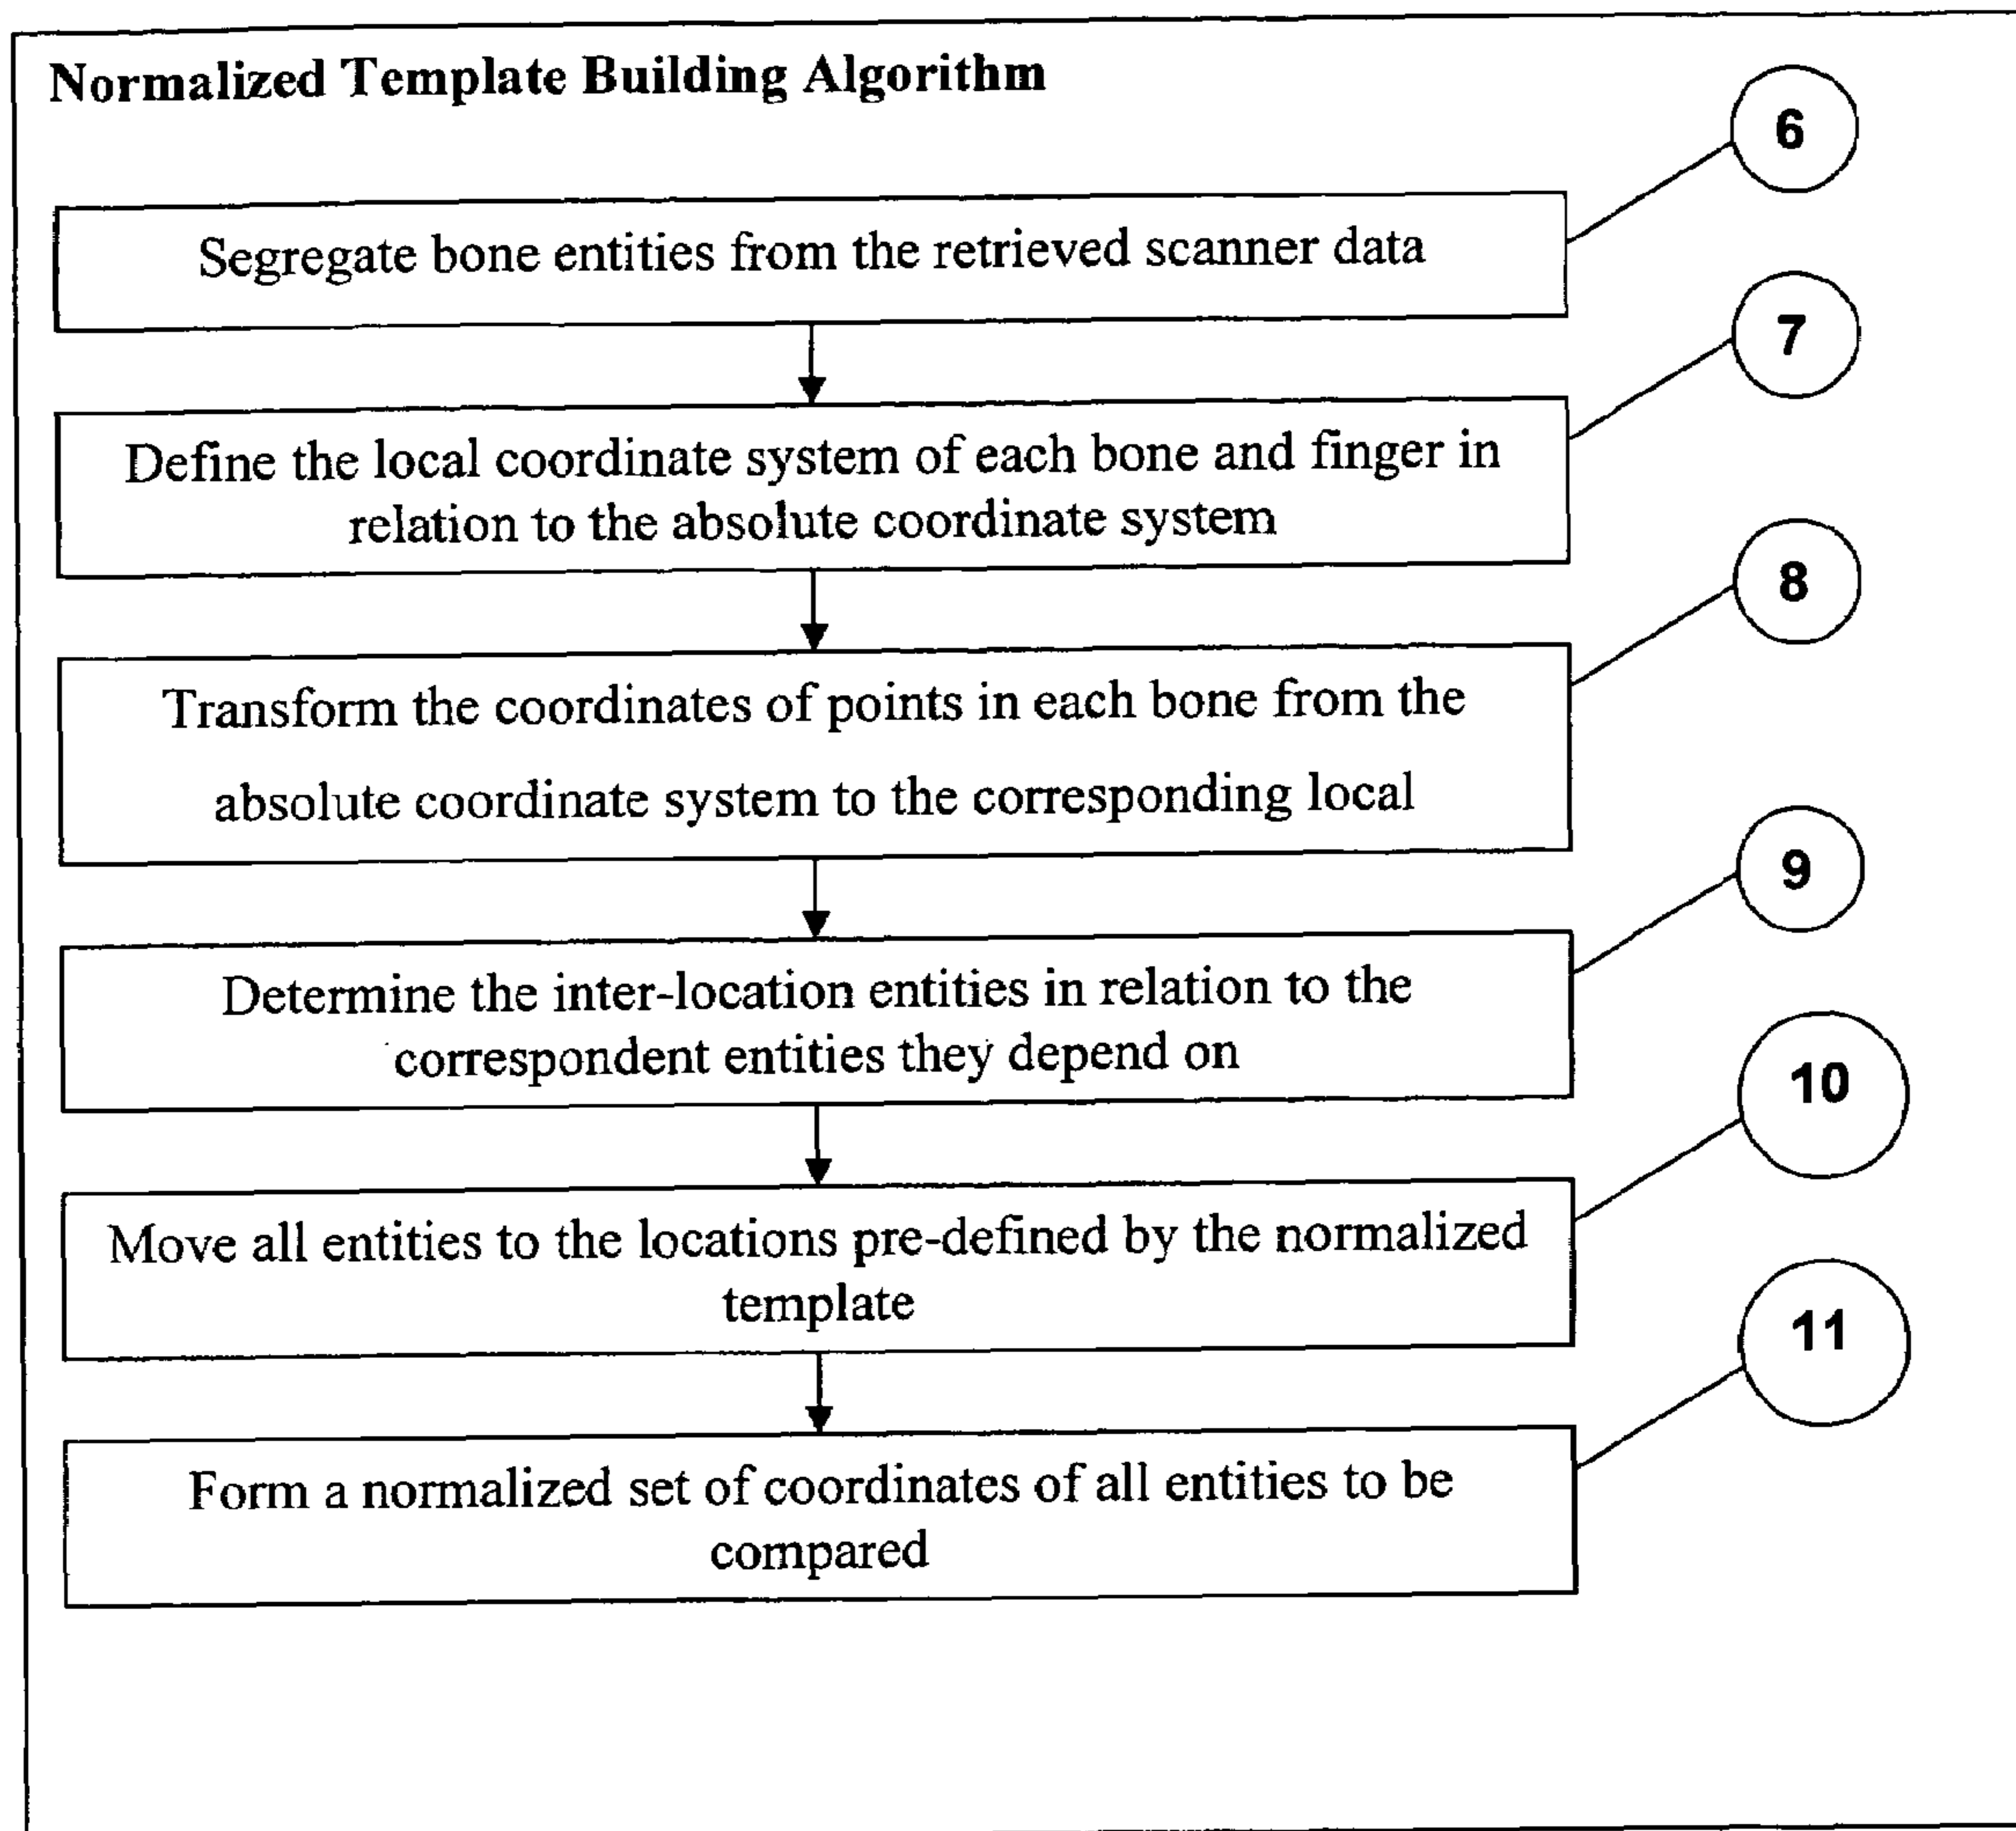 Normalized Template Building Algorithm
6
Segregate bone entities from the retrieved scanner data
7
Define the local coordinate system of each bone and finger in
relation to the absolute coordinate system
8
Transform the coordinates of points in each bone from the
absolute coordinate system to the corresponding local
9
Determine the inter-location entities in relation to the
correspondent entities they depend on
10
Move all entities to the locations pre-defined by the normalized
template
11
Form a normalized set of coordinates of all entities to be
compared